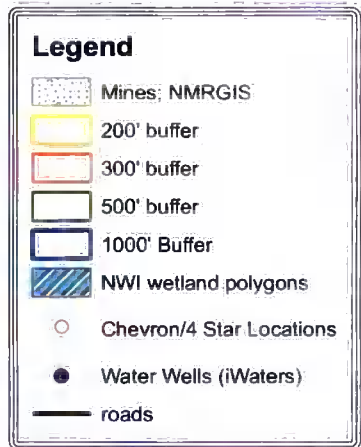 Legend
Mines, NMRGIS
200' buffer
300' buffer
500' buffer
1000' Buffer
NWI wetland polygons
Chevron/4 Star Locations
Water Wells (iWaters)
roads